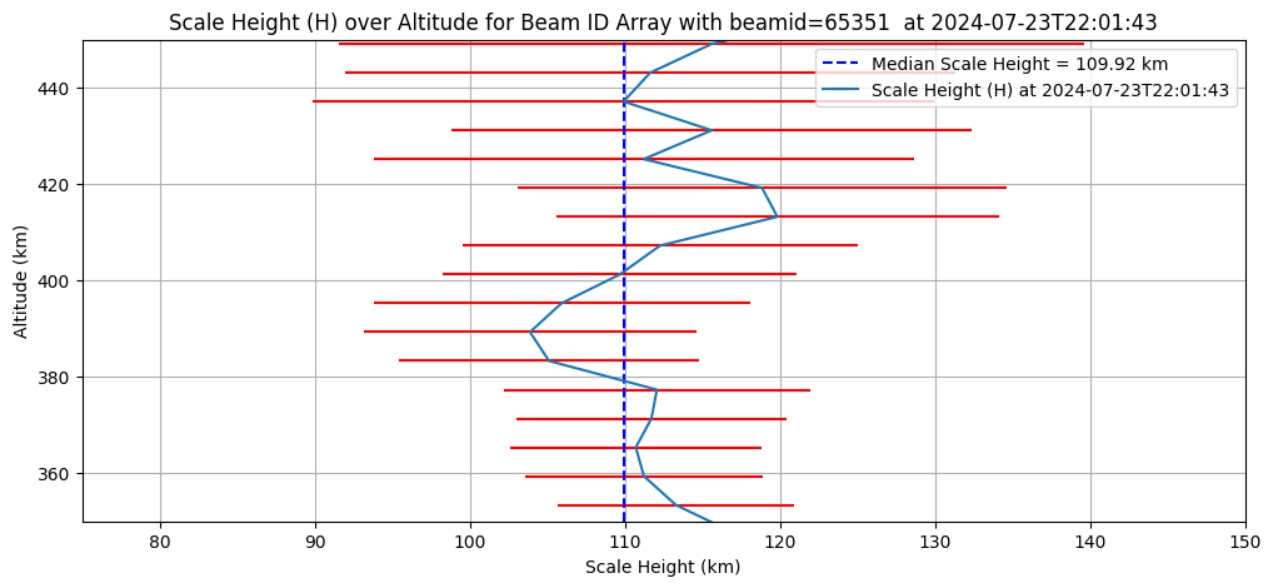 Scale Height (H) over Altitude for Beam ID Array with beamid=65351  at 2024-07-23T22:01:43
Median Scale Height = 109.92 km
Scale Height (H) at 2024-07-23T22:01:43
Altitude (km)
440
420
400
380
360
80 90 100 110 120 130 140 150
Scale Height (km)